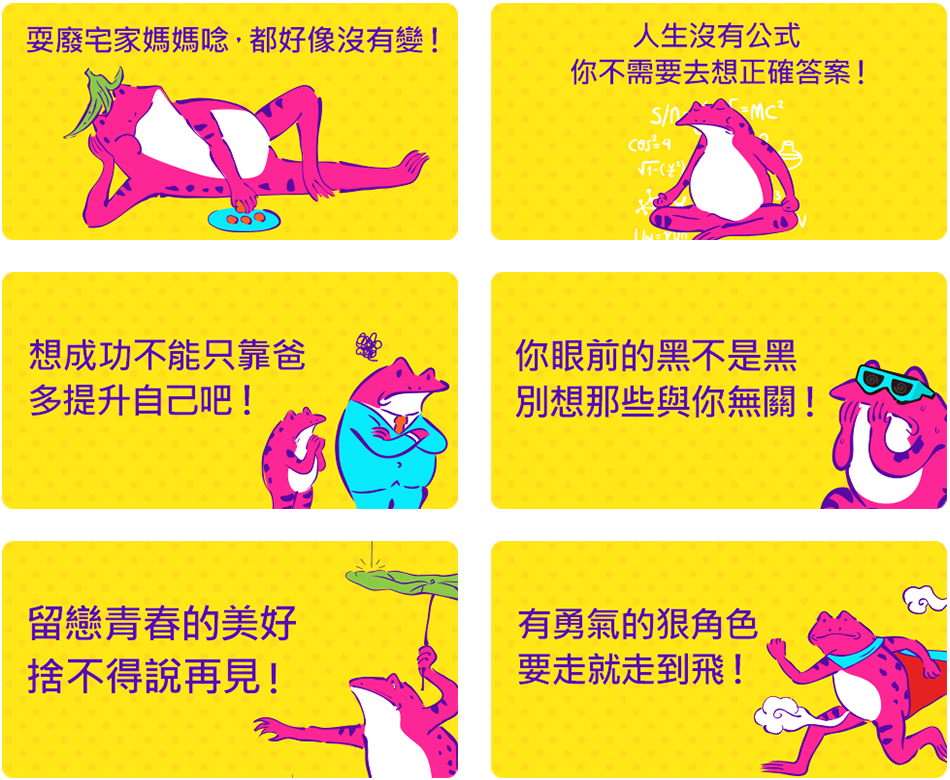 耍廢宅家媽媽唸，都好像沒有變！
人生沒有公式
你不需要去想正確答案！
想成功不能只靠爸
多提升自己吧！
你眼前的黑不是黑
別想那些與你無關！
留戀青春的美好
捨不得說再見！
有勇氣的狠角色
要走就走到飛！